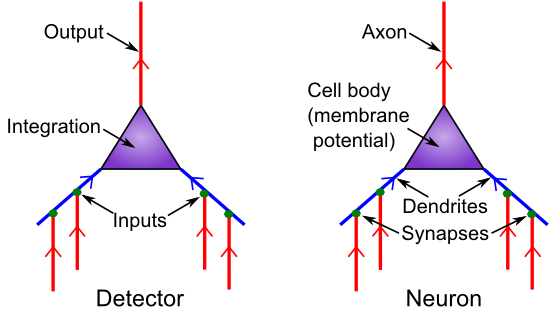 Output
Integration
Inputs
Detector
Axon
Cell body
(membrane
potential)
Dendrites
Synapses
Neuron